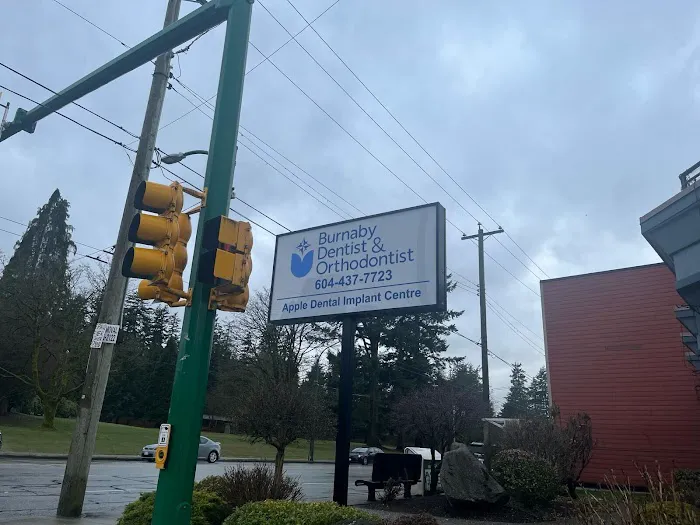 Burnaby
Dentist &
Orthodontist
604-437-7723
Apple Dental Implant Centre